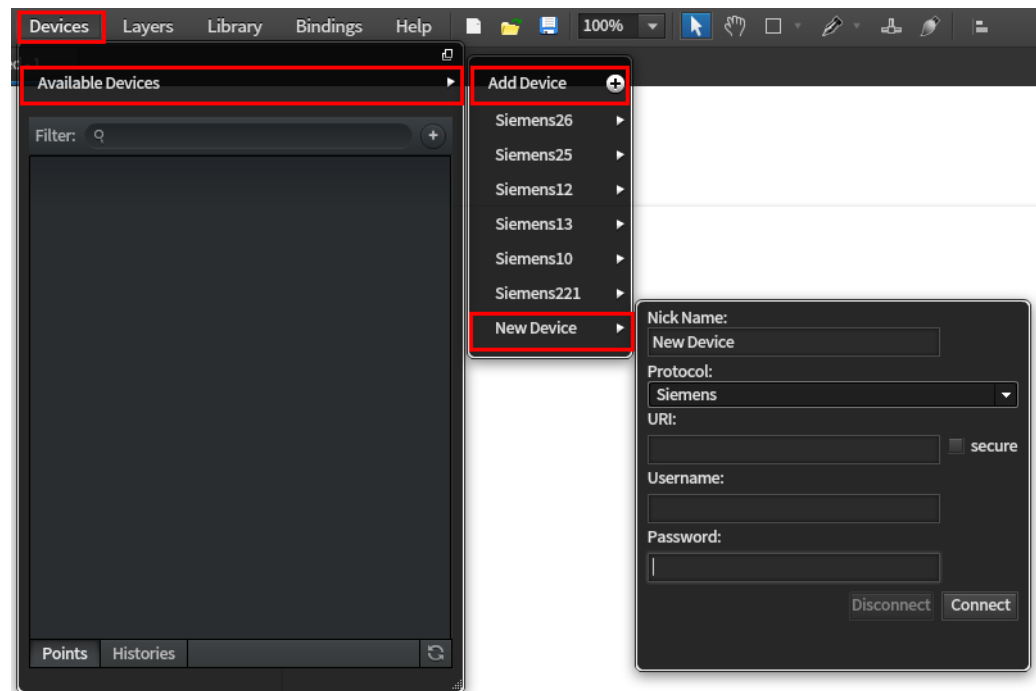 Devices Layers Library Bindings Help 100%
Available Devices
Filter:
Points Histories
Add Device
Siemens26
Siemens25
Siemens12
Siemens13
Siemens10
Siemens221
New Device
Nick Name:
New Device
Protocol:
Siemens
URI:
secure
Username:
Password:
Disconnect Connect